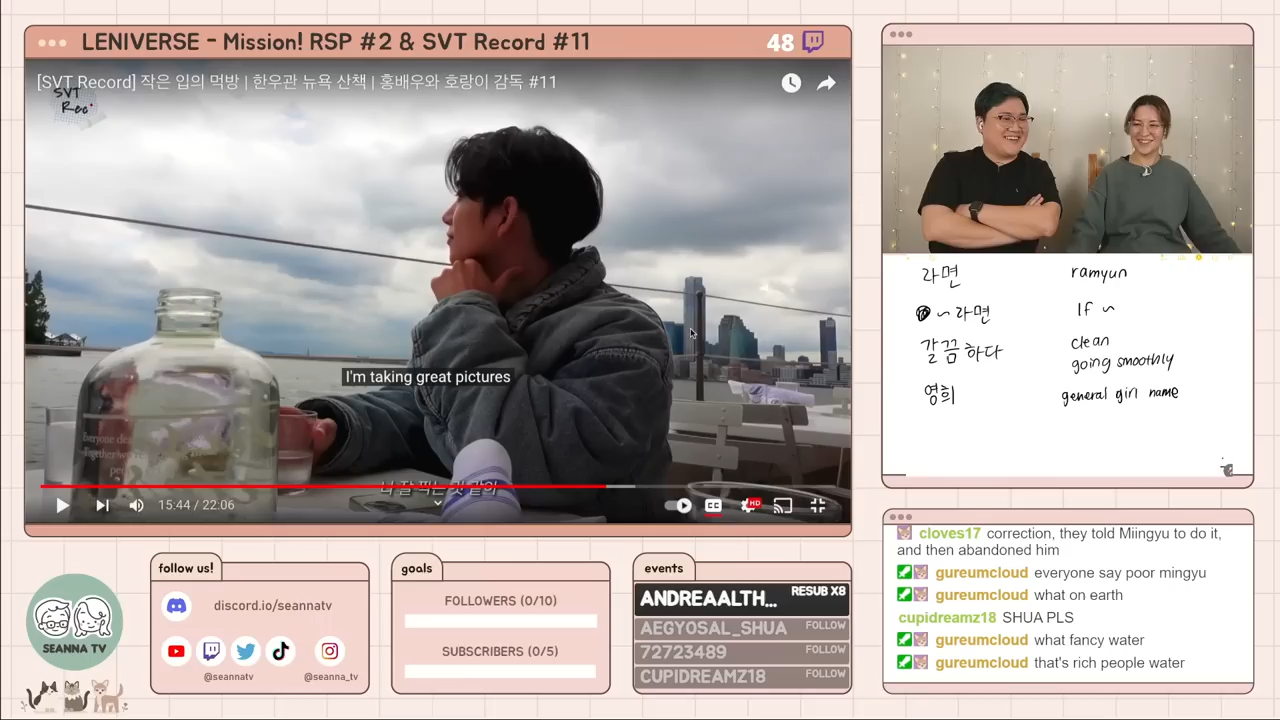 LENIVERSE - Mission! RSP #2 & SVT Record #11
48
[SVT Record] 작은 입의 먹방 | 한우관 뉴욕 산책 | 홍배우와 호랑이 감독 #11
SVT
Rec
Everyone
Together
I'm taking great pictures
나 잘 찍는 것 같아
15:44 / 22:06
CC
HD
라면 ramyun
~라면 If ~
깔끔하다 clean
going smoothly
영희 general girl name
cloves17 correction, they told Miingyu to do it,
and then abandoned him
gureumcloud everyone say poor mingyu
gureumcloud what on earth
cupidreamz18 SHUA PLS
gureumcloud what fancy water
gureumcloud that's rich people water
SEANNA TV
follow us!
discord.io/seannatv
@seannatv
@seanna_tv
goals
FOLLOWERS (0/10)
SUBSCRIBERS (0/5)
events
ANDREAALTH... RESUB X8
AEGYOSAL_SHUA FOLLOW
72723489 FOLLOW
CUPIDREAMZ18 FOLLOW